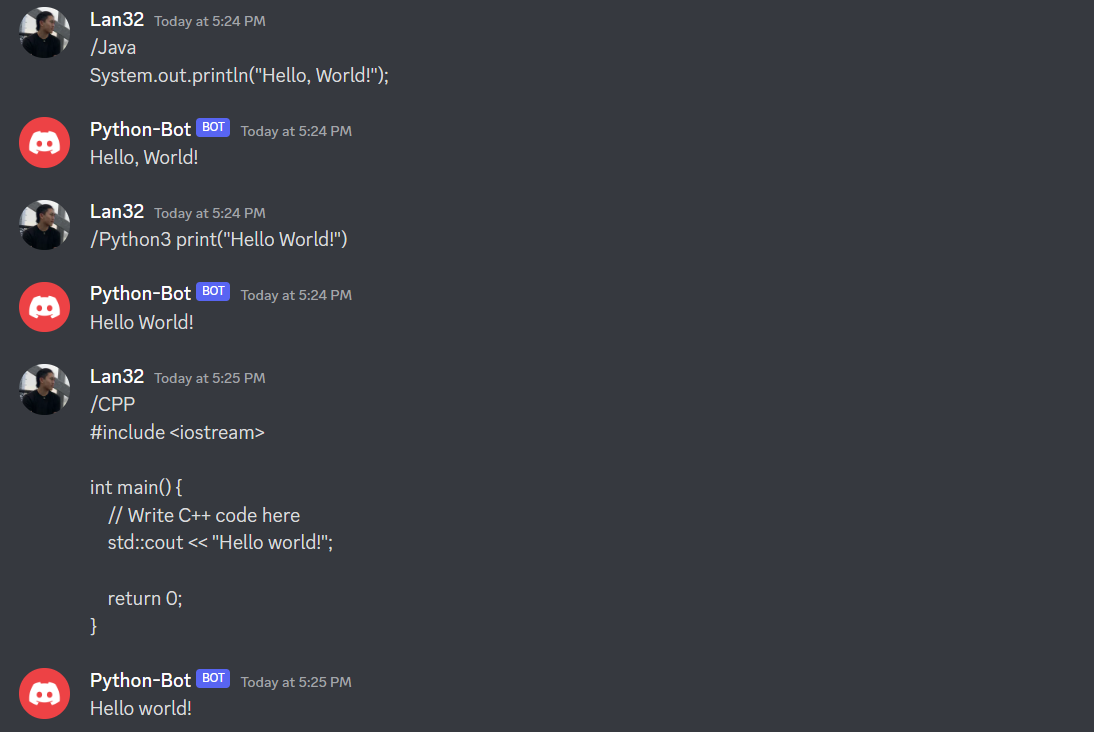 Lan32 Today at 5:24 PM
/Java
System.out.println("Hello, World!");
Python-Bot BOT Today at 5:24 PM
Hello, World!
Lan32 Today at 5:24 PM
/Python3 print("Hello World!")
Python-Bot BOT Today at 5:24 PM
Hello World!
Lan32 Today at 5:25 PM
/CPP
#include <iostream>
int main() {
    // Write C++ code here
    std::cout << "Hello world!";
    return 0;
}
Python-Bot BOT Today at 5:25 PM
Hello world!